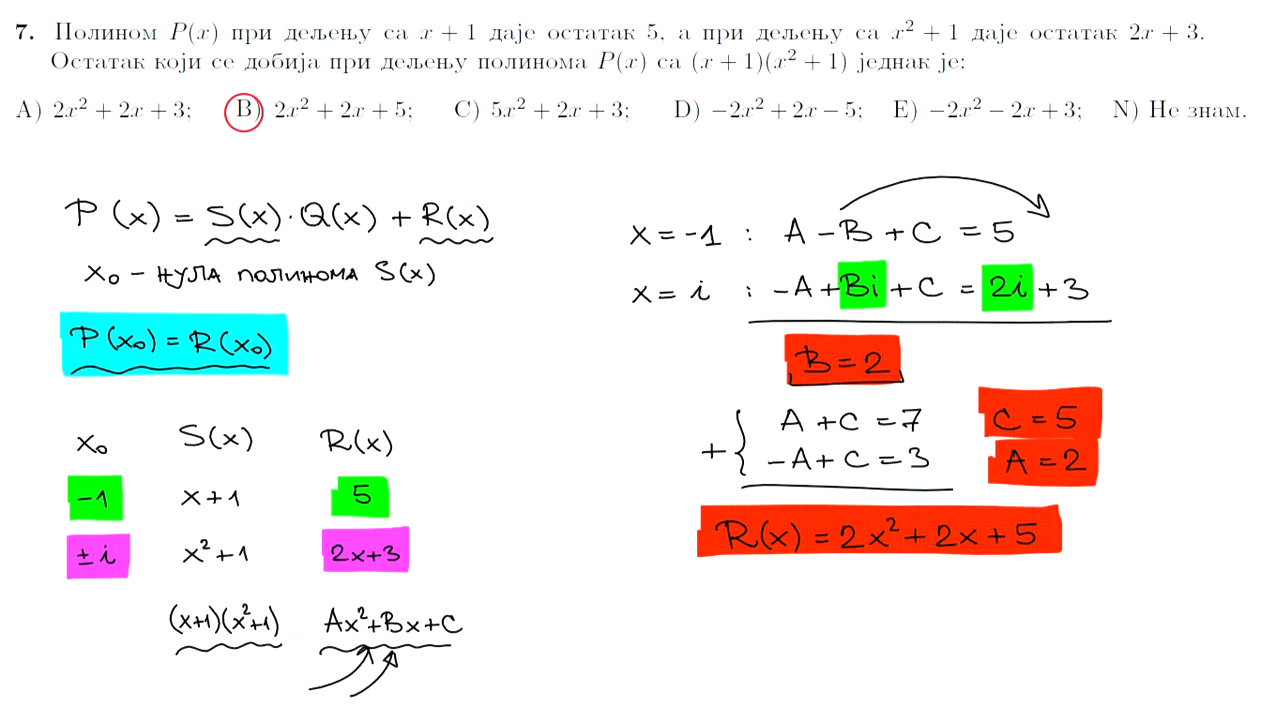 7. Полином P(x) при дељењу са x + 1 даје остатак 5, а при дељењу са x² + 1 даје остатак 2x + 3.
Остатак који се добија при дељењу полинома P(x) са (x + 1)(x² + 1) једнак је:
A) 2x² + 2x + 3; B) 2x² + 2x + 5; C) 5x² + 2x + 3; D) −2x² + 2x − 5; E) −2x² − 2x + 3; N) Не знам.
P(x) = S(x) · Q(x) + R(x)
x₀ - нула полинома S(x)
P(x₀) = R(x₀)
x₀ S(x) R(x)
-1 x+1 5
± i x²+1 2x+3
(x+1)(x²+1) Ax²+Bx+C
x = -1 : A - B + C = 5
x = i : -A + Bi + C = 2i + 3
B = 2
A + C = 7 C = 5
+ { -A + C = 3 A = 2
R(x) = 2x² + 2x + 5